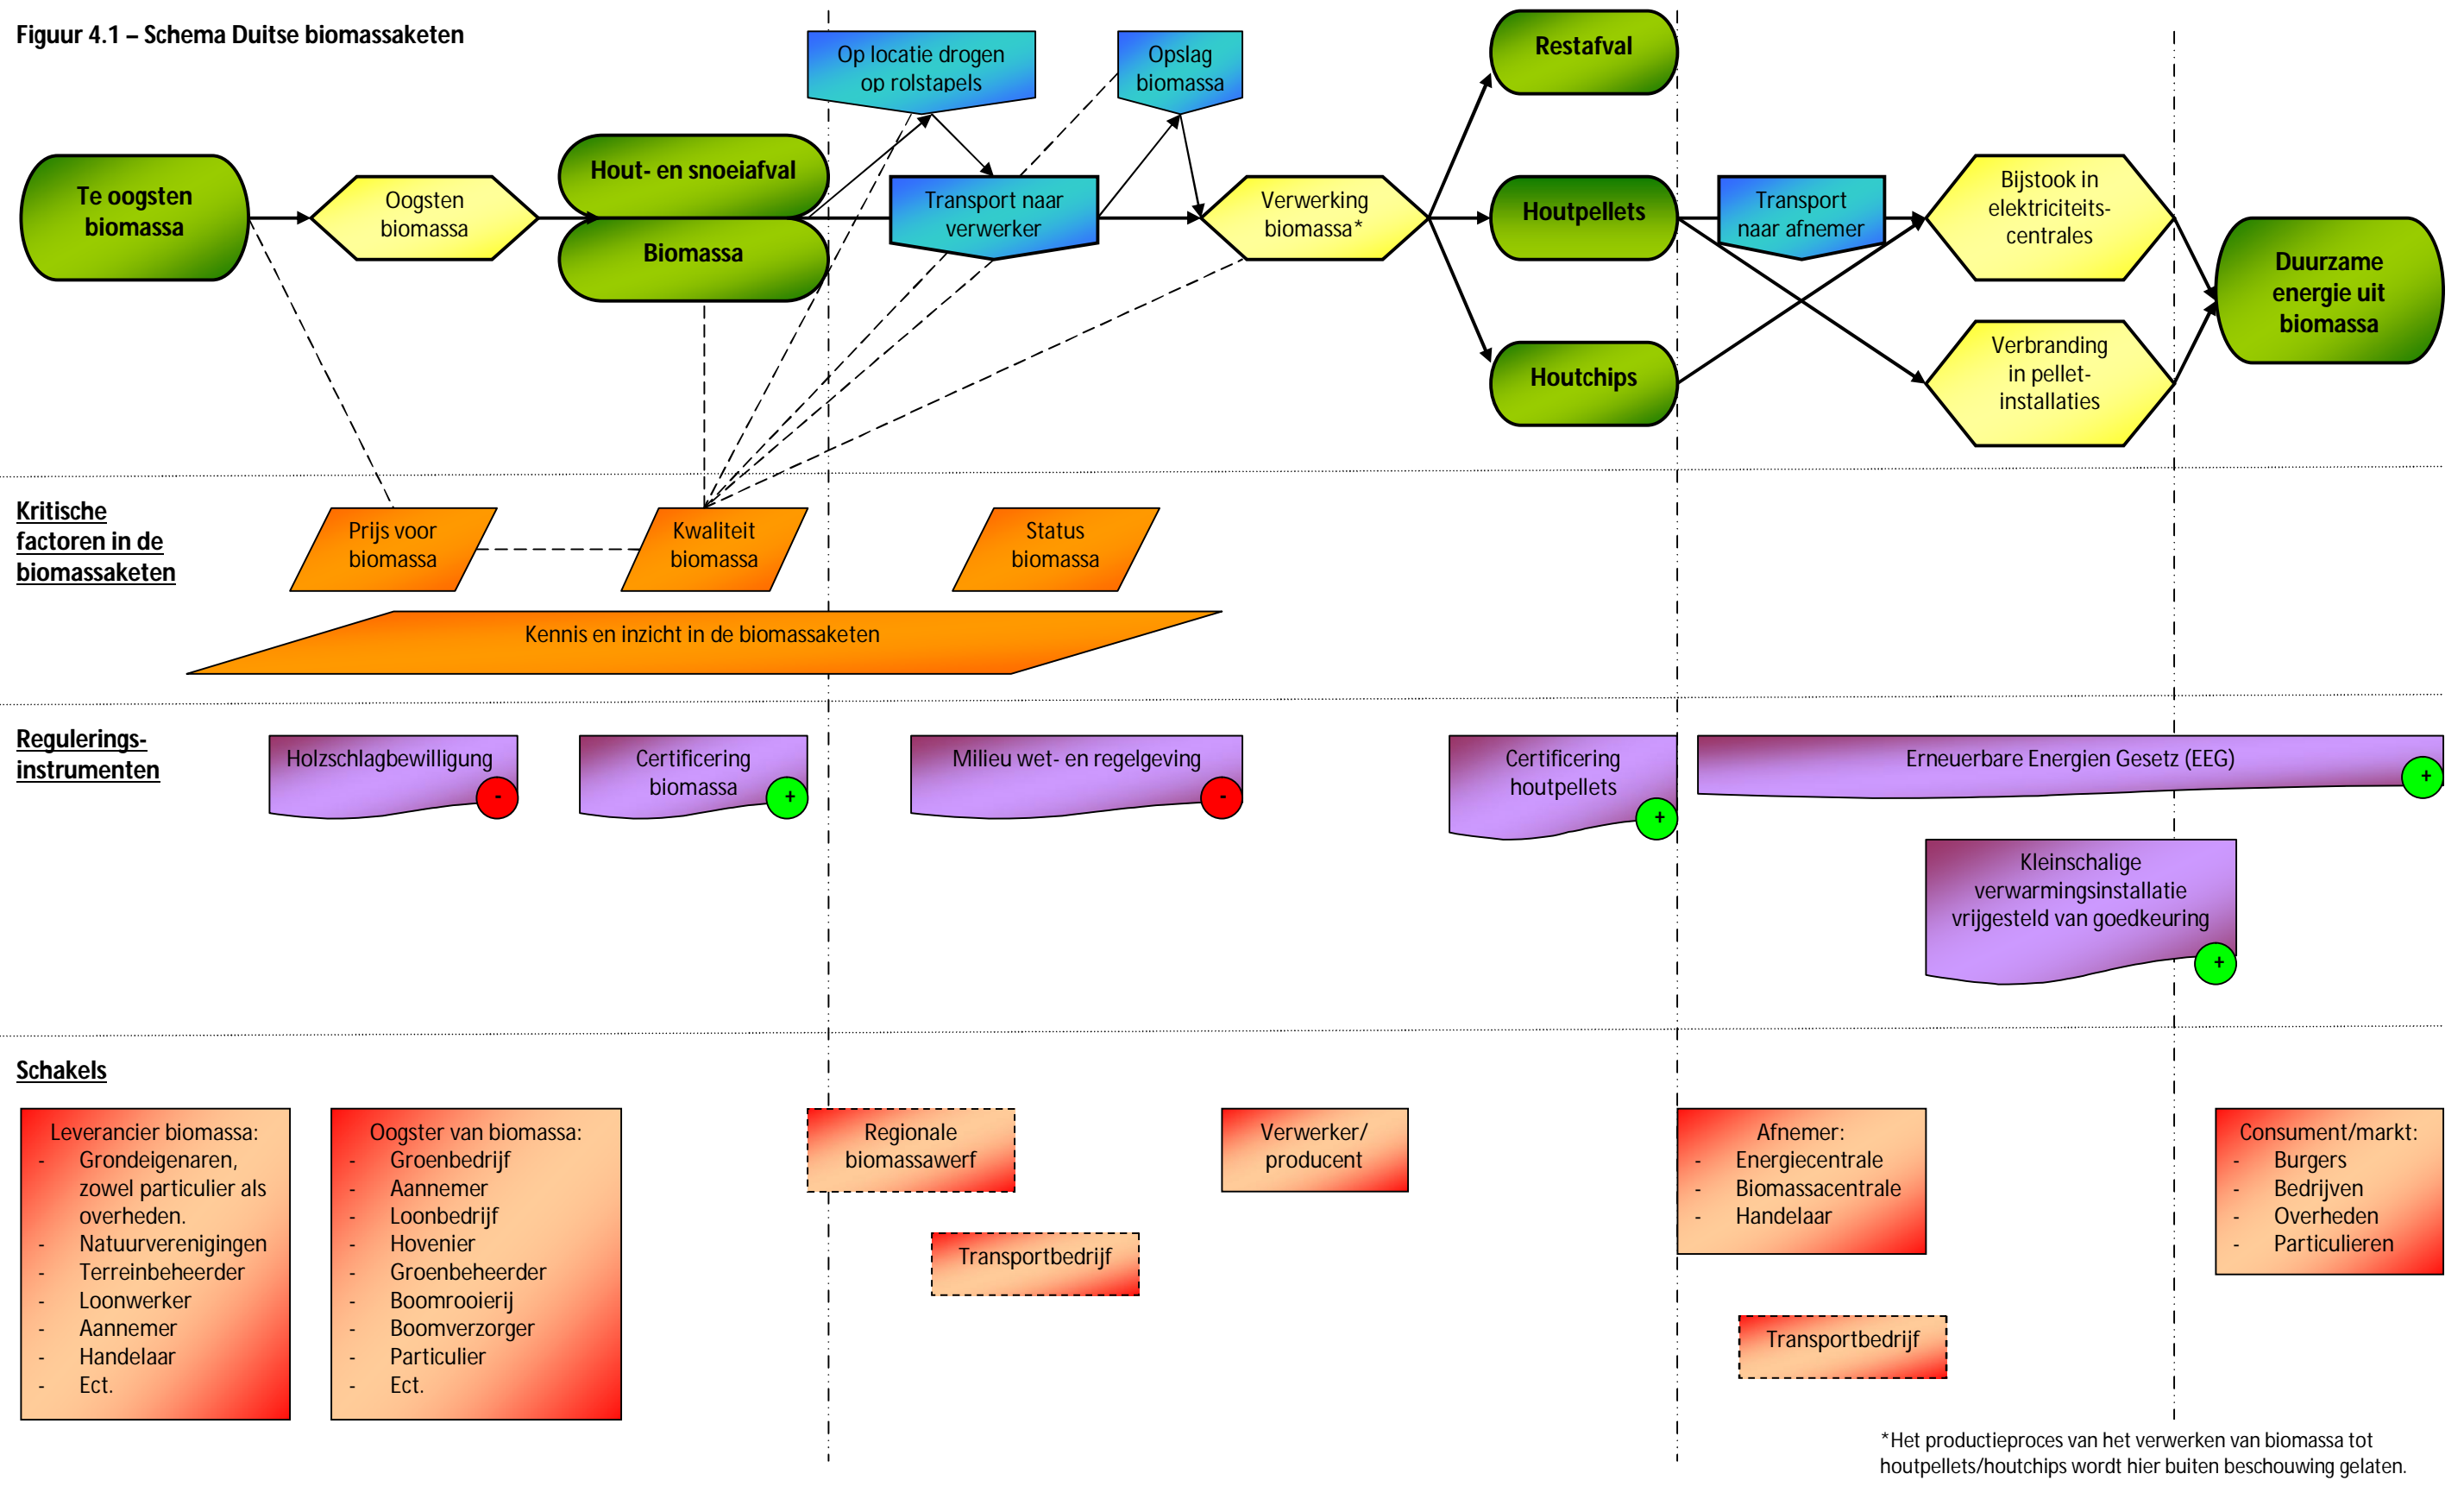 Figuur 4.1 – Schema Duitse biomassaketen
Op locatie drogen
op rolstapels
Opslag
biomassa
Restafval
Te oogsten
biomassa
Oogsten
biomassa
Hout- en snoeiafval
Biomassa
Transport naar
verwerker
Verwerking
biomassa*
Houtpellets
Houtchips
Transport
naar afnemer
Bijstook in
elektriciteits-
centrales
Verbranding
in pellet-
installaties
Duurzame
energie uit
biomassa
Kritische
factoren in de
biomassaketen
Prijs voor
biomassa
Kwaliteit
biomassa
Status
biomassa
Kennis en inzicht in de biomassaketen
Regulerings-
instrumenten
Holzschlagbewilligung
-
Certificering
biomassa
+
Milieu wet- en regelgeving
-
Certificering
houtpellets
+
Erneuerbare Energien Gesetz (EEG)
+
Kleinschalige
verwarmingsinstallatie
vrijgesteld van goedkeuring
+
Schakels
Leverancier biomassa:
- Grondeigenaren,
zowel particulier als
overheden.
- Natuurverenigingen
- Terreinbeheerder
- Loonwerker
- Aannemer
- Handelaar
- Ect.
Oogster van biomassa:
- Groenbedrijf
- Aannemer
- Loonbedrijf
- Hovenier
- Groenbeheerder
- Boomrooierij
- Boomverzorger
- Particulier
- Ect.
Regionale
biomassawerf
Transportbedrijf
Verwerker/
producent
Afnemer:
- Energiecentrale
- Biomassacentrale
- Handelaar
Transportbedrijf
Consument/markt:
- Burgers
- Bedrijven
- Overheden
- Particulieren
*Het productieproces van het verwerken van biomassa tot
houtpellets/houtchips wordt hier buiten beschouwing gelaten.